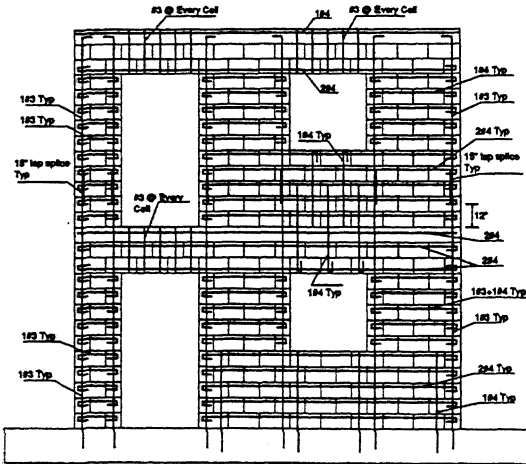 #3 @ Every Cell
1#4
#3 @ Every Cell
2#4
1#4 Typ
1#3 Typ
1#3 Typ
1#3 Typ
1#4 Typ
2#4 Typ
18" lap splice
Typ
18" lap splice
Typ
#3 @ Every
Cell
12"
2#4
2#4
1#4 Typ
1#3+1#4 Typ
1#3 Typ
1#3 Typ
1#3 Typ
2#4 Typ
1#4 Typ